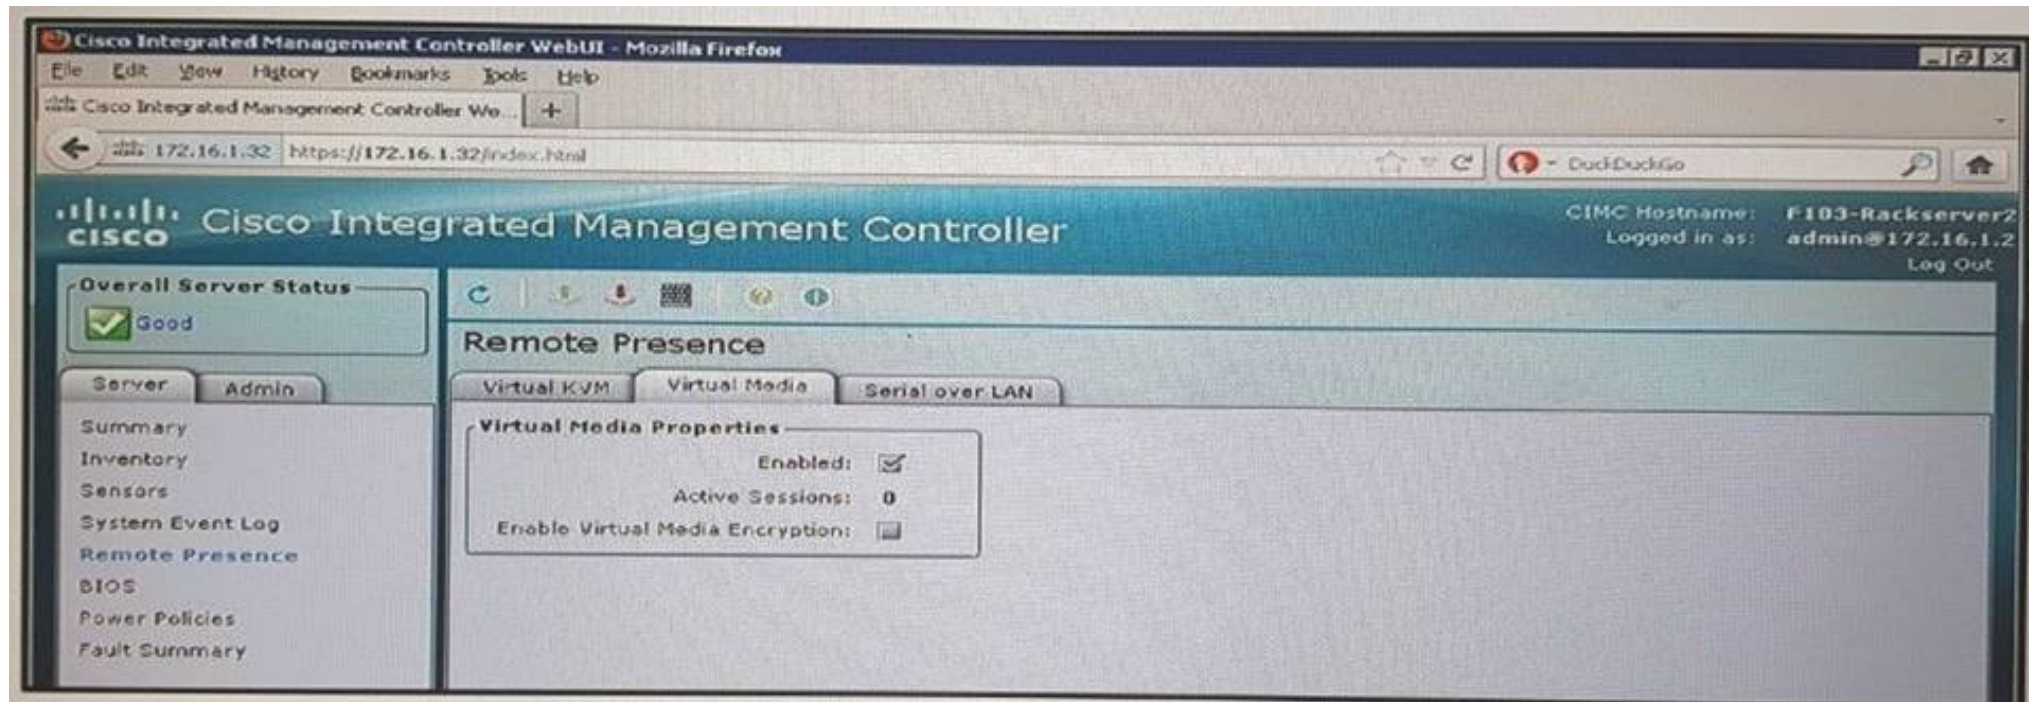 Cisco Integrated Management Controller WebUI - Mozilla Firefox
File Edit View History Bookmarks Tools Help
Cisco Integrated Management Controller We... +
172.16.1.32 https://172.16.1.32/index.html
DuckDuckGo
CISCO Cisco Integrated Management Controller
CIMC Hostname: F103-Rackserver2
Logged in as: admin@172.16.1.2
Log Out
Overall Server Status
Good
Server Admin
Summary
Inventory
Sensors
System Event Log
Remote Presence
BIOS
Power Policies
Fault Summary
Remote Presence
Virtual KVM Virtual Media Serial over LAN
Virtual Media Properties
Enabled:
Active Sessions: 0
Enable Virtual Media Encryption: